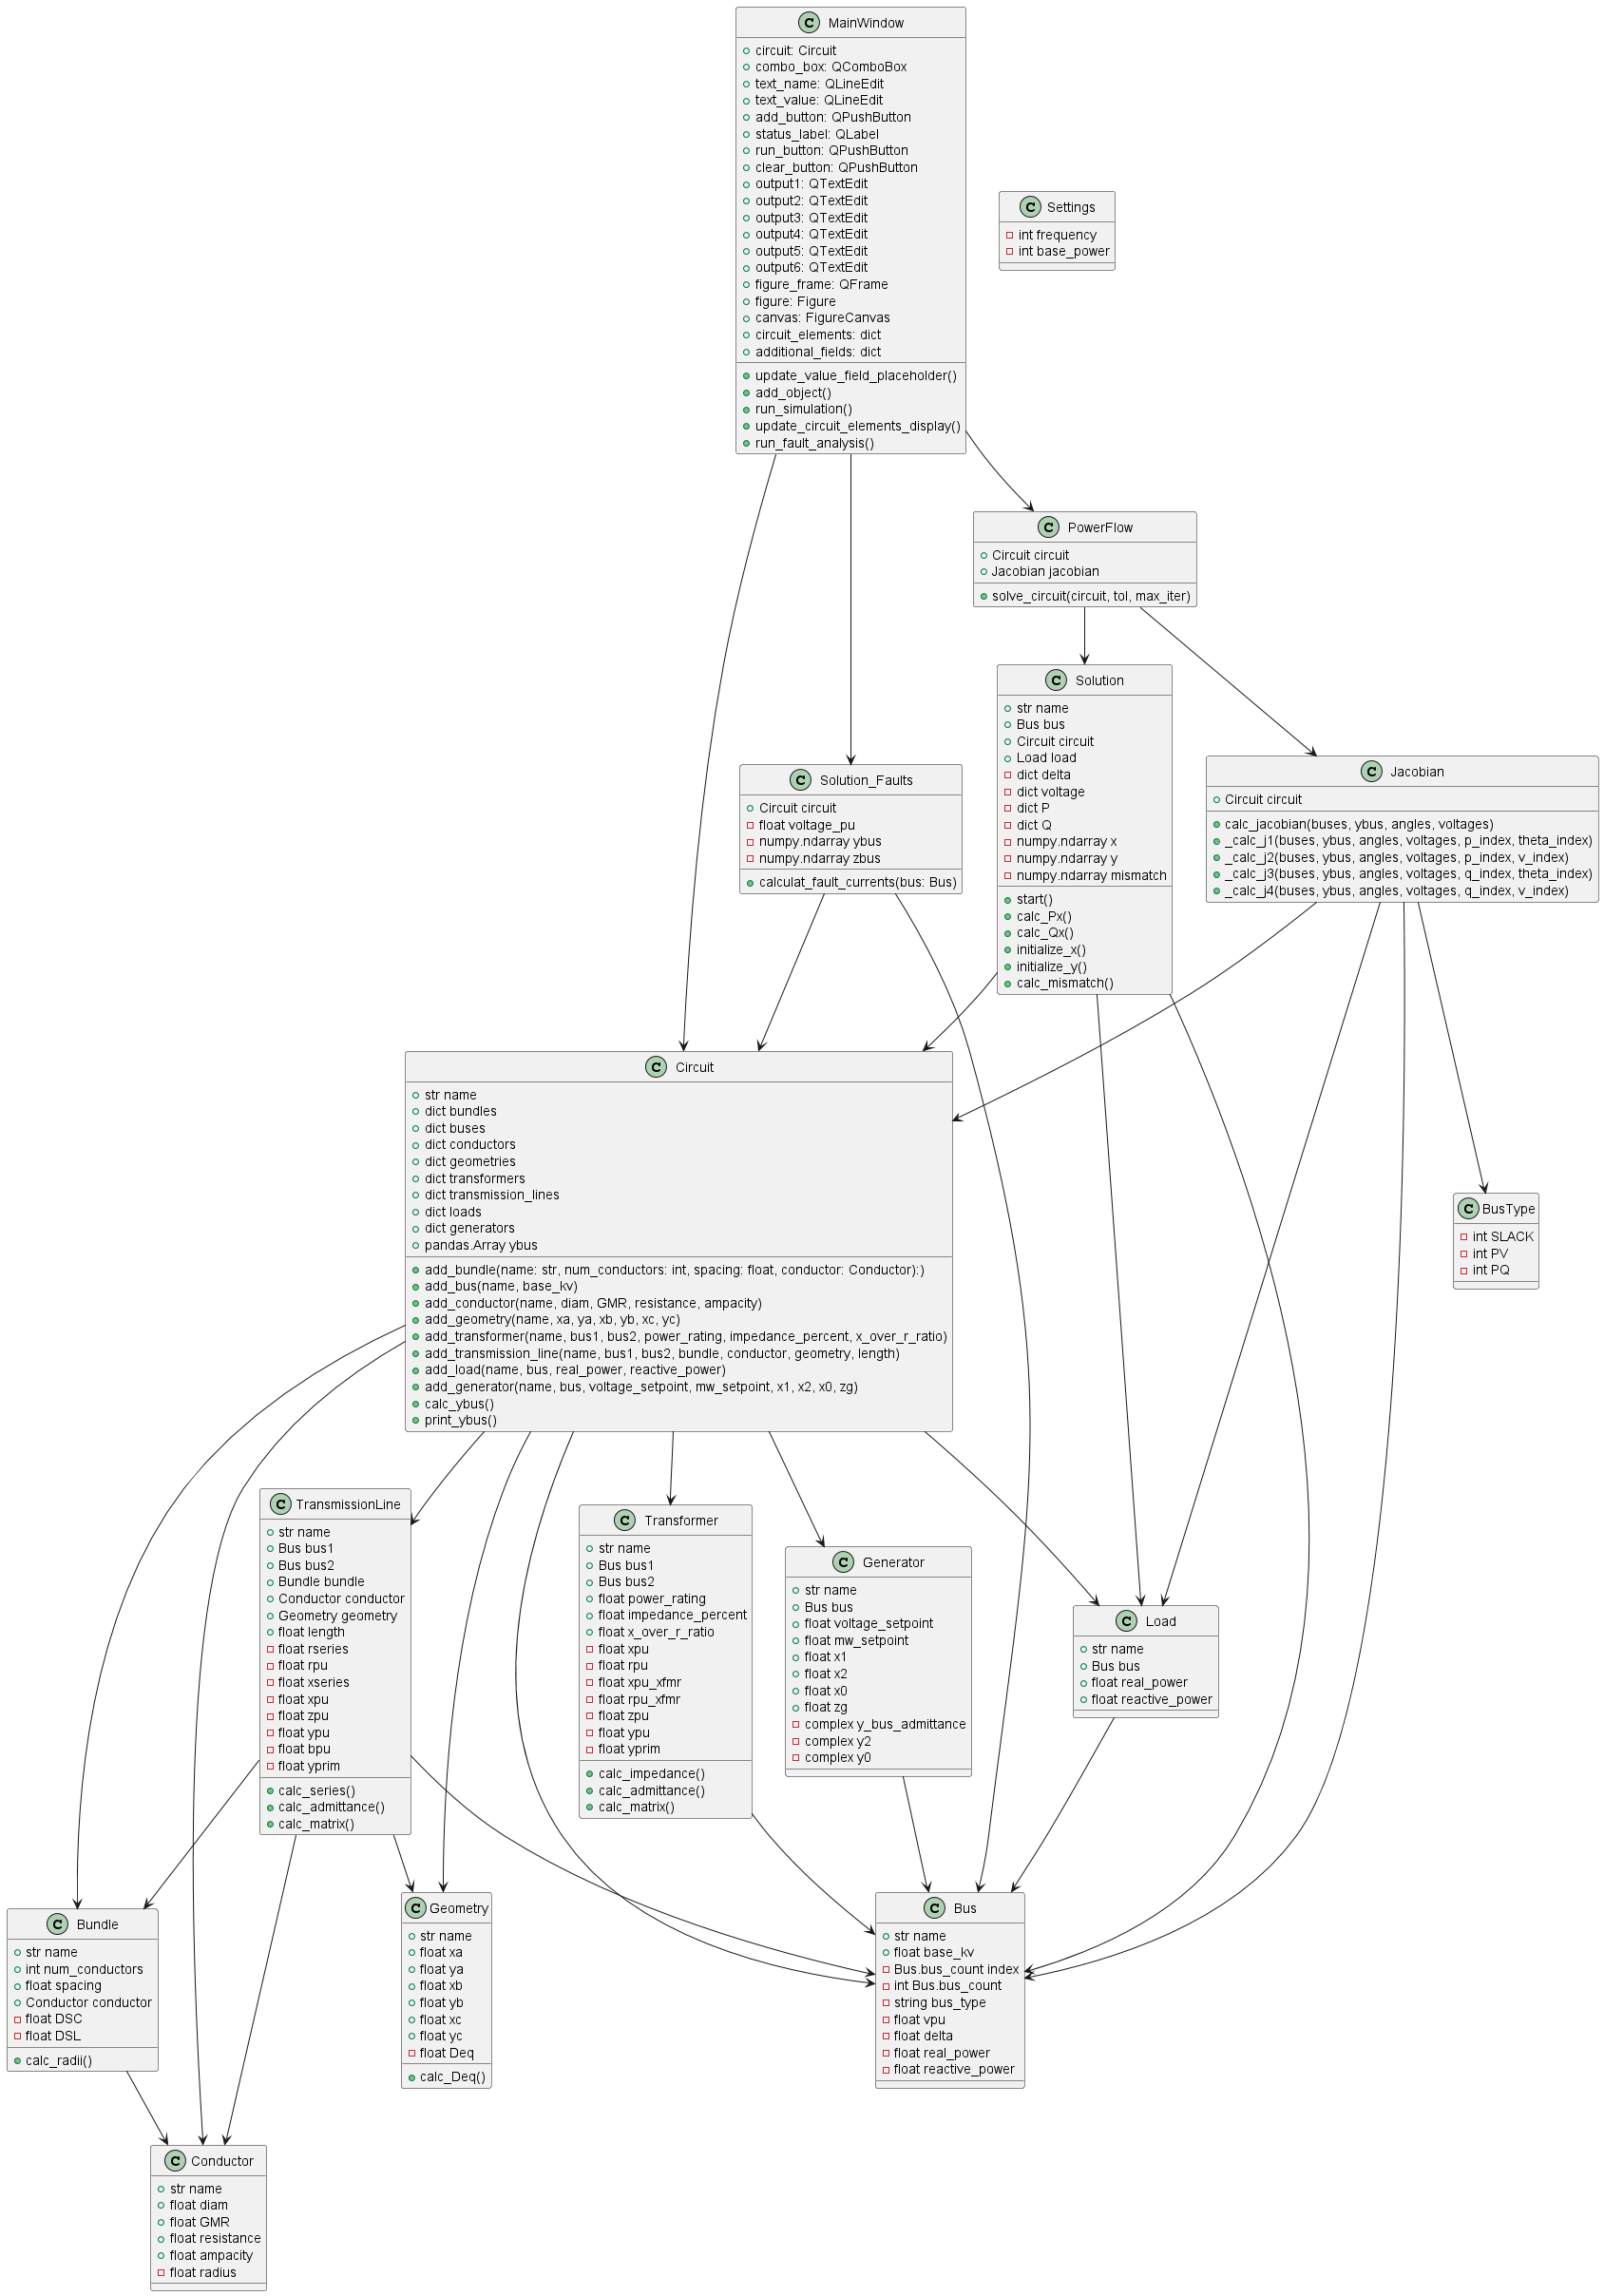 C MainWindow
circuit: Circuit
combo_box: QComboBox
text_name: QLineEdit
text_value: QLineEdit
add_button: QPushButton
status_label: QLabel
run_button: QPushButton
clear_button: QPushButton
output1: QTextEdit
output2: QTextEdit
output3: QTextEdit
output4: QTextEdit
output5: QTextEdit
output6: QTextEdit
figure_frame: QFrame
figure: Figure
canvas: FigureCanvas
circuit_elements: dict
additional_fields: dict
update_value_field_placeholder()
add_object()
run_simulation()
update_circuit_elements_display()
run_fault_analysis()
C Settings
int frequency
int base_power
C PowerFlow
Circuit circuit
Jacobian jacobian
solve_circuit(circuit, tol, max_iter)
C Solution_Faults
Circuit circuit
float voltage_pu
numpy.ndarray ybus
numpy.ndarray zbus
calculat_fault_currents(bus: Bus)
C Solution
str name
Bus bus
Circuit circuit
Load load
dict delta
dict voltage
dict P
dict Q
numpy.ndarray x
numpy.ndarray y
numpy.ndarray mismatch
start()
calc_Px()
calc_Qx()
initialize_x()
initialize_y()
calc_mismatch()
C Jacobian
Circuit circuit
calc_jacobian(buses, ybus, angles, voltages)
_calc_j1(buses, ybus, angles, voltages, p_index, theta_index)
_calc_j2(buses, ybus, angles, voltages, p_index, v_index)
_calc_j3(buses, ybus, angles, voltages, q_index, theta_index)
_calc_j4(buses, ybus, angles, voltages, q_index, v_index)
C Circuit
str name
dict bundles
dict buses
dict conductors
dict geometries
dict transformers
dict transmission_lines
dict loads
dict generators
pandas.Array ybus
add_bundle(name: str, num_conductors: int, spacing: float, conductor: Conductor):)
add_bus(name, base_kv)
add_conductor(name, diam, GMR, resistance, ampacity)
add_geometry(name, xa, ya, xb, yb, xc, yc)
add_transformer(name, bus1, bus2, power_rating, impedance_percent, x_over_r_ratio)
add_transmission_line(name, bus1, bus2, bundle, conductor, geometry, length)
add_load(name, bus, real_power, reactive_power)
add_generator(name, bus, voltage_setpoint, mw_setpoint, x1, x2, x0, zg)
calc_ybus()
print_ybus()
C BusType
int SLACK
int PV
int PQ
C TransmissionLine
str name
Bus bus1
Bus bus2
Bundle bundle
Conductor conductor
Geometry geometry
float length
float rseries
float rpu
float xseries
float xpu
float zpu
float ypu
float bpu
float yprim
calc_series()
calc_admittance()
calc_matrix()
C Transformer
str name
Bus bus1
Bus bus2
float power_rating
float impedance_percent
float x_over_r_ratio
float xpu
float rpu
float xpu_xfmr
float rpu_xfmr
float zpu
float ypu
float yprim
calc_impedance()
calc_admittance()
calc_matrix()
C Generator
str name
Bus bus
float voltage_setpoint
float mw_setpoint
float x1
float x2
float x0
float zg
complex y_bus_admittance
complex y2
complex y0
C Load
str name
Bus bus
float real_power
float reactive_power
C Bundle
str name
int num_conductors
float spacing
Conductor conductor
float DSC
float DSL
calc_radii()
C Geometry
str name
float xa
float ya
float xb
float yb
float xc
float yc
float Deq
calc_Deq()
C Bus
str name
float base_kv
Bus.bus_count index
int Bus.bus_count
string bus_type
float vpu
float delta
float real_power
float reactive_power
C Conductor
str name
float diam
float GMR
float resistance
float ampacity
float radius